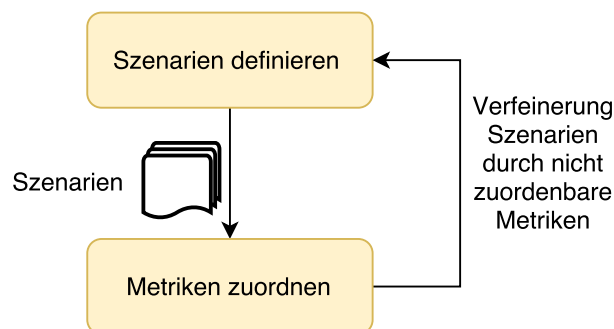 Szenarien definieren
Szenarien
Verfeinerung
Szenarien
durch nicht
zuordenbare
Metriken
Metriken zuordnen